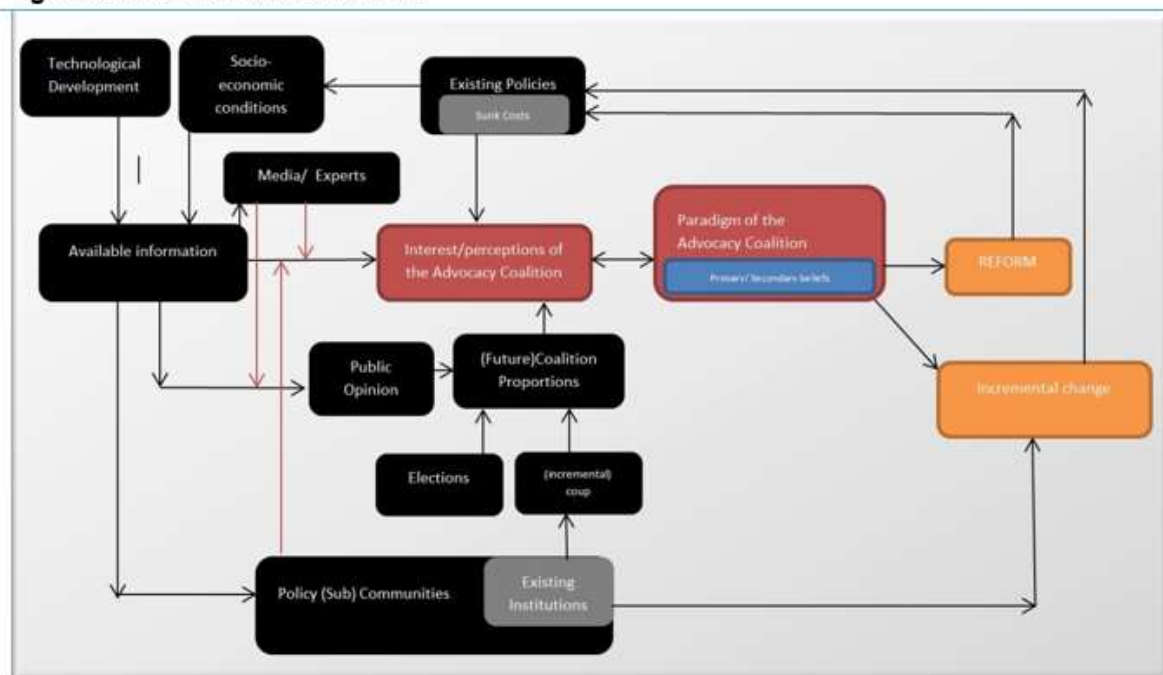 Technological
Development
Socio-
economic
conditions
Existing Policies
Sunk Costs
Media/ Experts
Available information
Interest/perceptions of
the Advocacy Coalition
Paradigm of the
Advocacy Coalition
Primary/ Secondary beliefs
REFORM
Public
Opinion
(Future)Coalition
Proportions
Incremental change
Elections
(incremental)
coup
Policy (Sub) Communities
Existing
Institutions